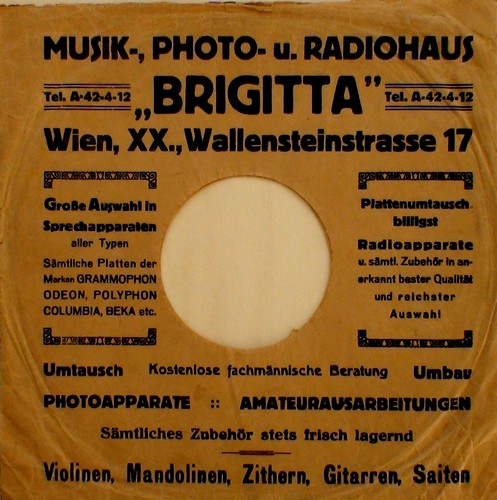 MUSIK-, PHOTO- u. RADIOHAUS
Tel. A-42-4-12 „BRIGITTA” Tel. A-42-4-12
Wien, XX., Wallensteinstrasse 17
Große Auswahl in
Sprechapparaten
aller Typen
Sämtliche Platten der
Marken GRAMMOPHON
ODEON, POLYPHON
COLUMBIA, BEKA etc.
Plattenumtausch
billigst
Radioapparate
u. sämtl. Zubehör in an-
erkannt bester Qualität
und reichster
Auswahl
Umtausch Kostenlose fachmännische Beratung Umbau
PHOTOAPPARATE :: AMATEURAUSARBEITUNGEN
Sämtliches Zubehör stets frisch lagernd
Violinen, Mandolinen, Zithern, Gitarren, Saiten